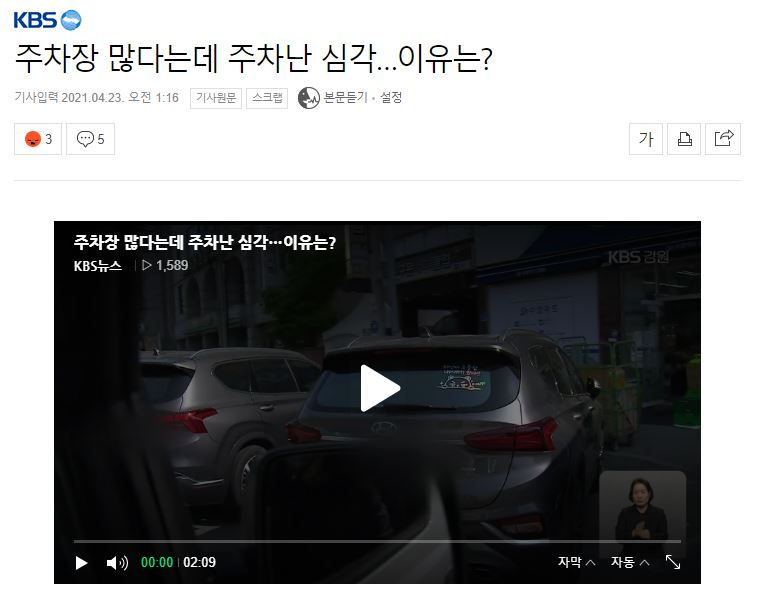 KBS
주차장 많다는데 주차난 심각…이유는?
기사입력 2021.04.23. 오전 1:16 기사원문 스크랩 본문듣기 · 설정
3 5 가
주차장 많다는데 주차난 심각…이유는?
KBS뉴스 1,589
KBS강원
00:00 02:09 자막 자동